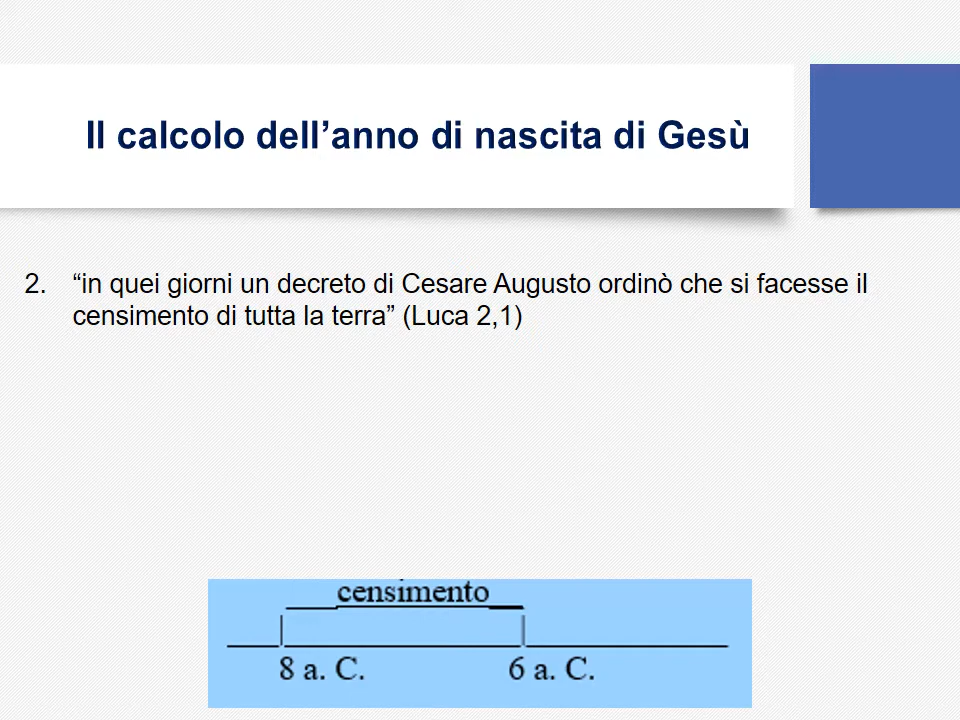 Il calcolo dell’anno di nascita di Gesù
2. “in quei giorni un decreto di Cesare Augusto ordinò che si facesse il
censimento di tutta la terra” (Luca 2,1)
censimento
8 a. C. 6 a. C.